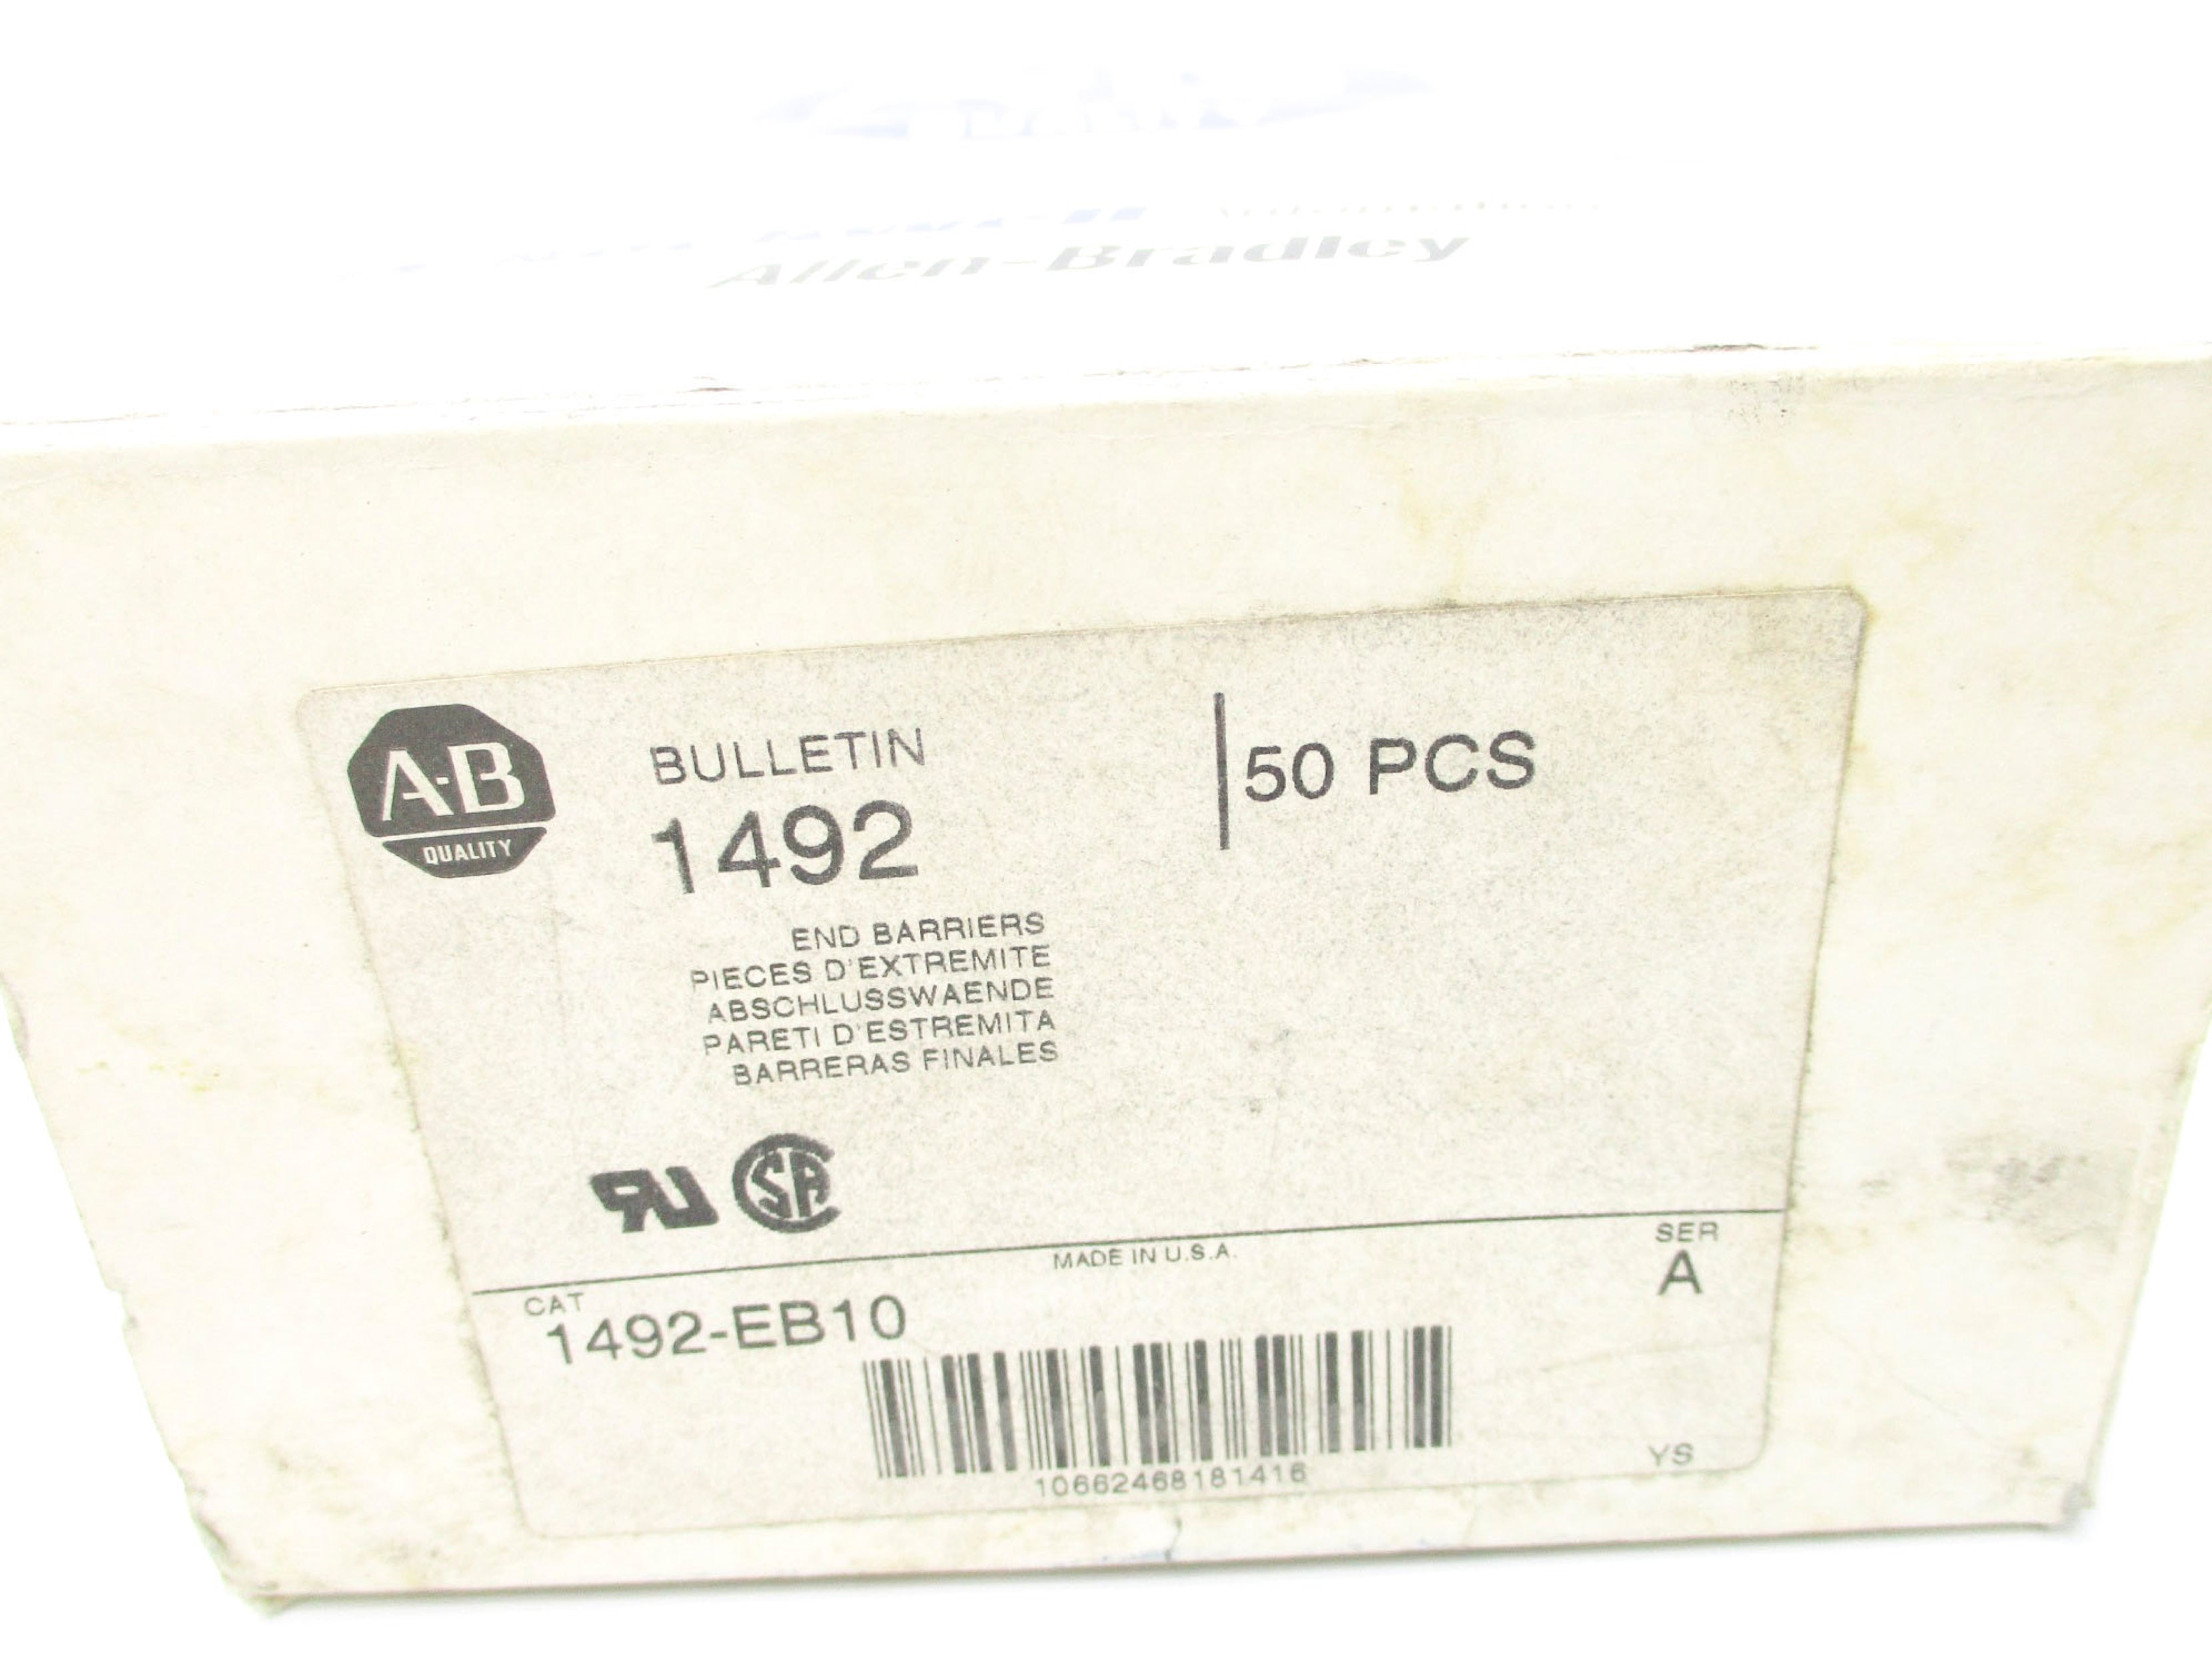 Allen-Bradley
A-B
QUALITY
BULLETIN
1492
50 PCS
END BARRIERS
PIECES D'EXTREMITE
ABSCHLUSSWAENDE
PARETI D'ESTREMITA
BARRERAS FINALES
MADE IN U.S.A.
SER
A
CAT
1492-EB10
10662468181416
YS